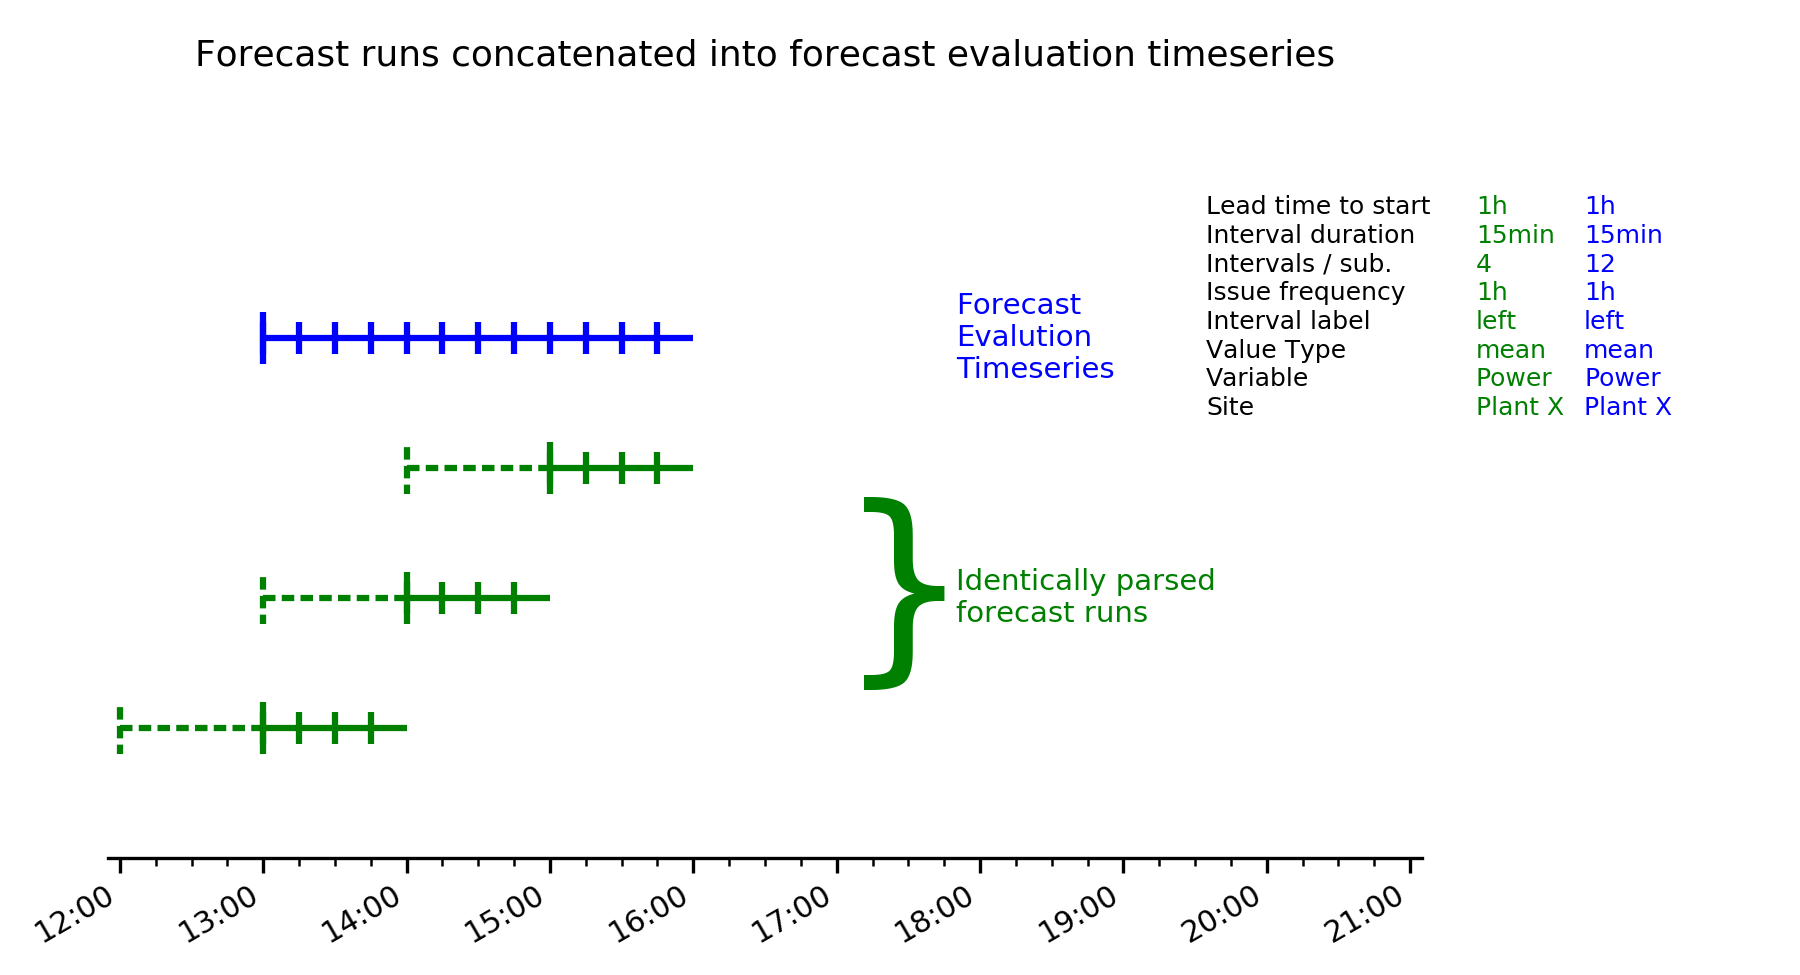 Forecast runs concatenated into forecast evaluation timeseries
Lead time to start 1h 1h
Interval duration 15min 15min
Intervals / sub. 4 12
Issue frequency 1h 1h
Interval label left left
Value Type mean mean
Variable Power Power
Site Plant X Plant X
Forecast
Evalution
Timeseries
Identically parsed
forecast runs
12:00 13:00 14:00 15:00 16:00 17:00 18:00 19:00 20:00 21:00